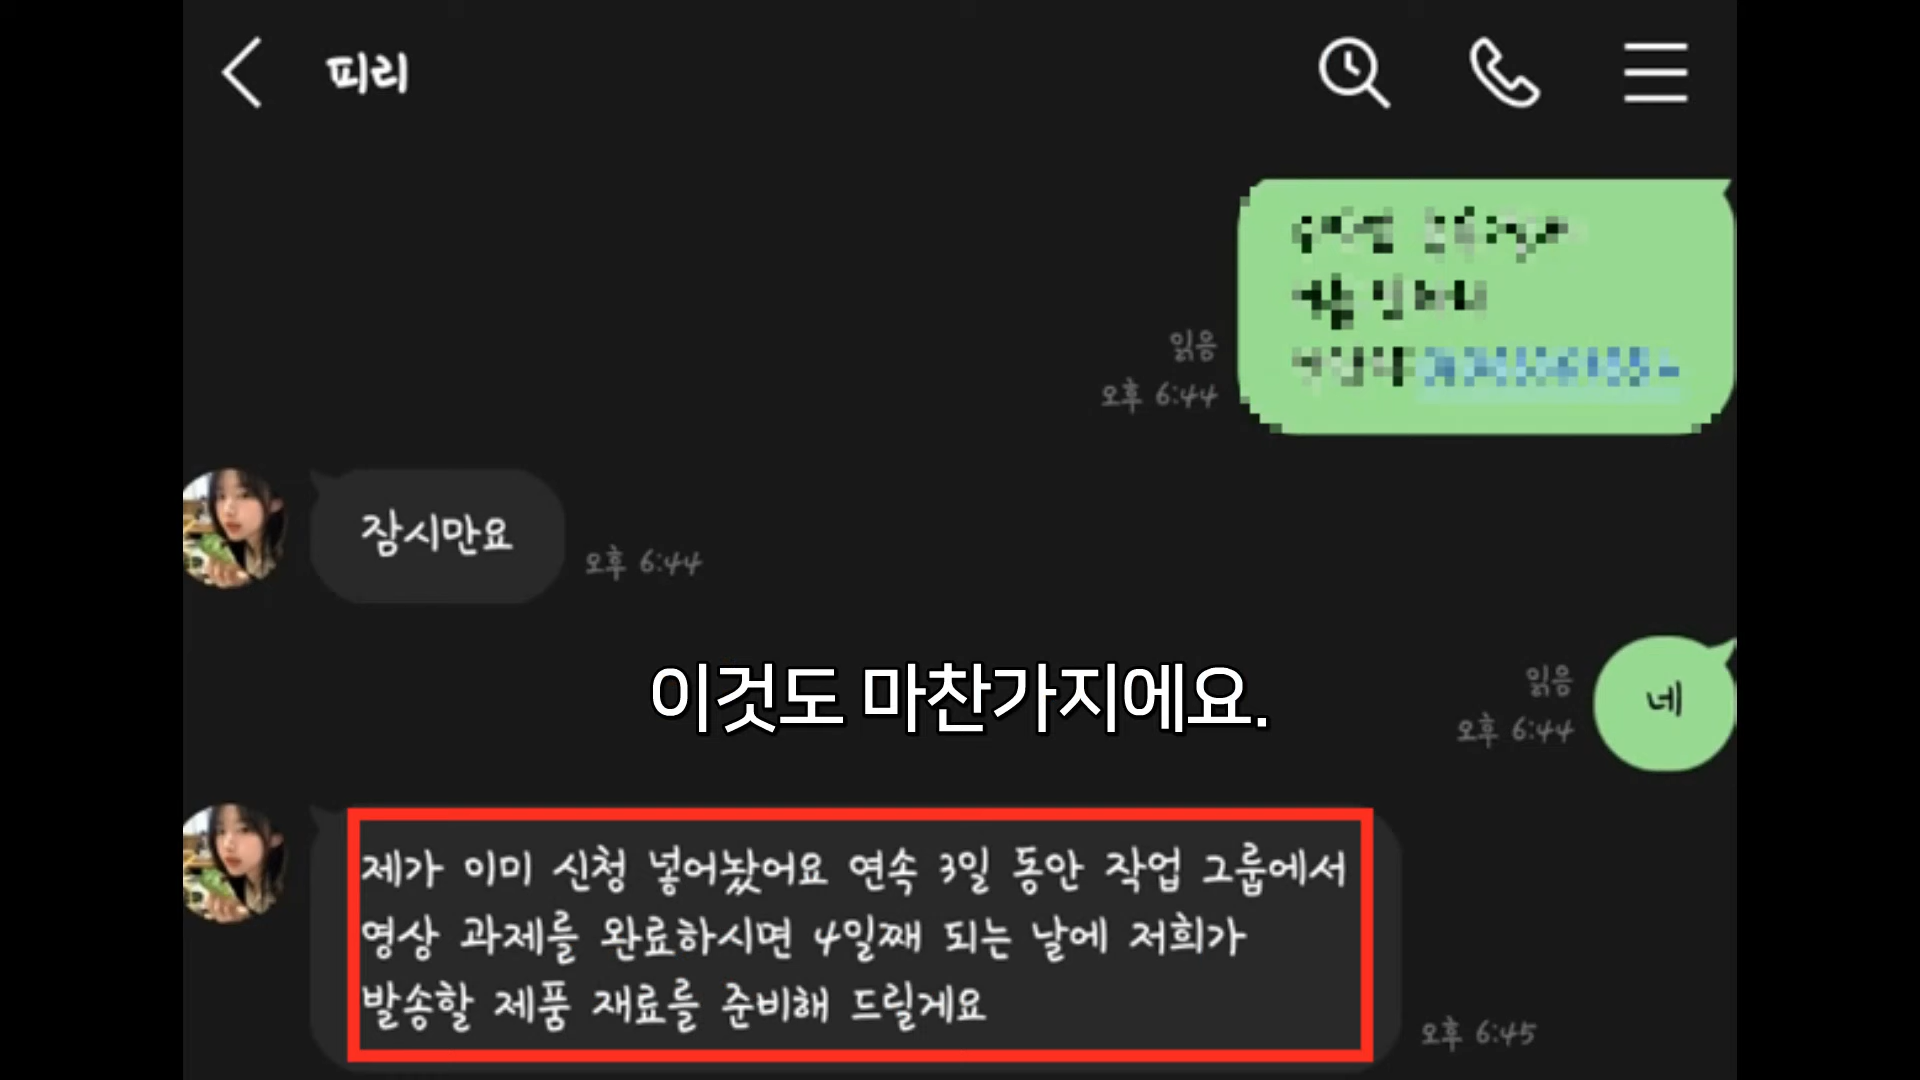 피리
읽음
오후 6:44
잠시만요
오후 6:44
이것도 마찬가지에요.
읽음
오후 6:44
네
제가 이미 신청 넣어놨어요 연속 3일 동안 작업 그룹에서
영상 과제를 완료하시면 4일째 되는 날에 저희가
발송할 제품 재료를 준비해 드릴게요
오후 6:45